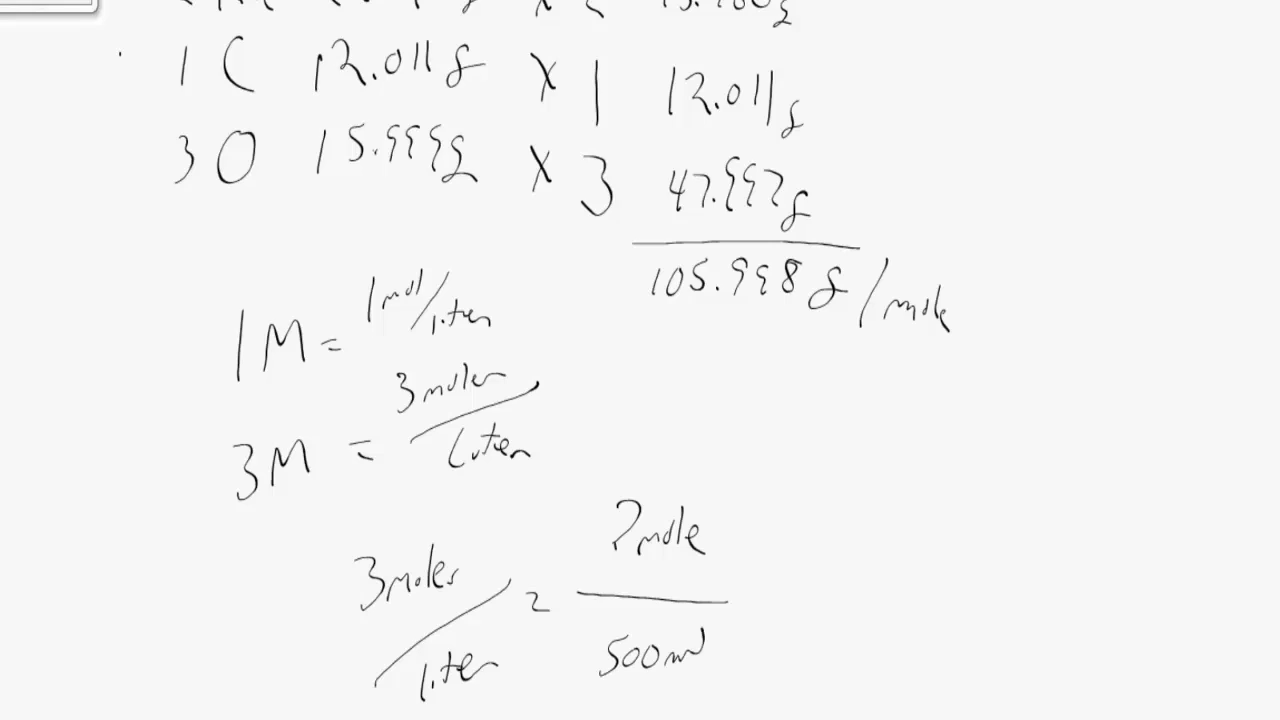 1 C 12.011g x 1 12.011g
3 O 15.999g x 3 47.997g
105.998g/mole
1M = 1mol/liter
3M = 3moles/Liter
3moles/liter = ?mole/500ml